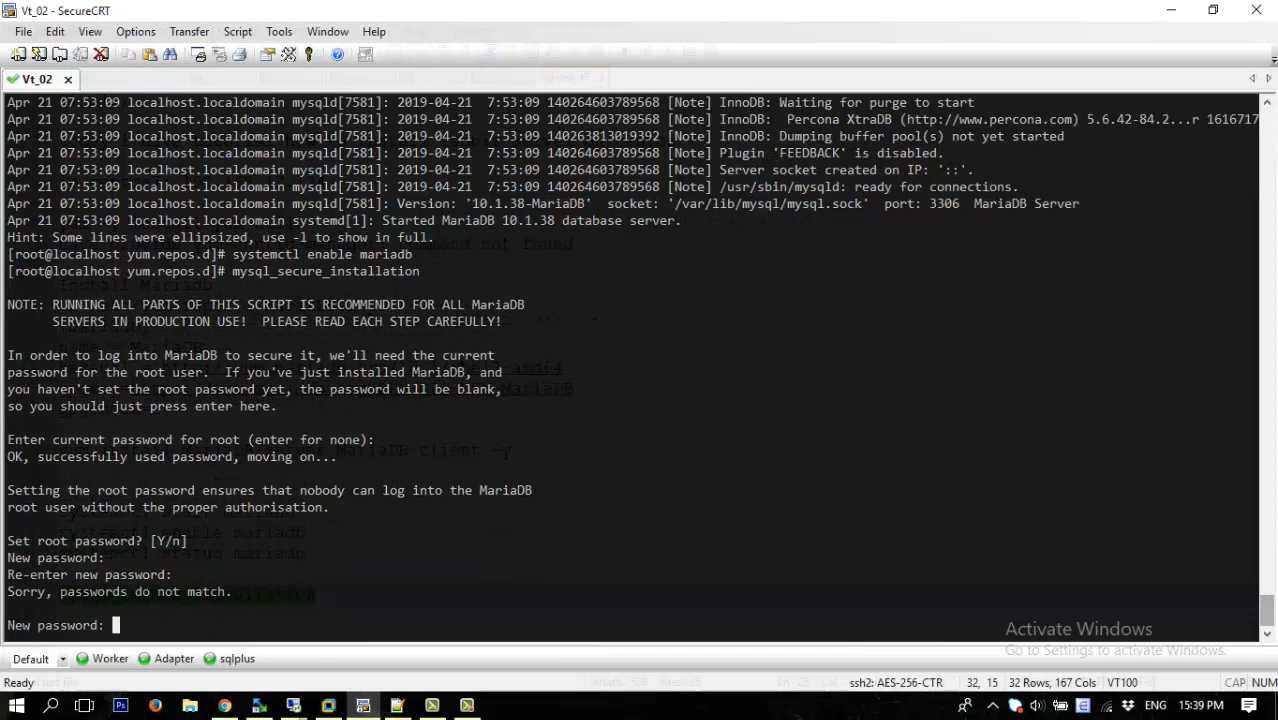 Vt_02 - SecureCRT
File Edit View Options Transfer Script Tools Window Help
Vt_02
Apr 21 07:53:09 localhost.localdomain mysqld[7581]: 2019-04-21 7:53:09 140264603789568 [Note] InnoDB: Waiting for purge to start
Apr 21 07:53:09 localhost.localdomain mysqld[7581]: 2019-04-21 7:53:09 140264603789568 [Note] InnoDB: Percona XtraDB (http://www.percona.com) 5.6.42-84.2...r 1616717
Apr 21 07:53:09 localhost.localdomain mysqld[7581]: 2019-04-21 7:53:09 140263813019392 [Note] InnoDB: Dumping buffer pool(s) not yet started
Apr 21 07:53:09 localhost.localdomain mysqld[7581]: 2019-04-21 7:53:09 140264603789568 [Note] Plugin 'FEEDBACK' is disabled.
Apr 21 07:53:09 localhost.localdomain mysqld[7581]: 2019-04-21 7:53:09 140264603789568 [Note] Server socket created on IP: '::'.
Apr 21 07:53:09 localhost.localdomain mysqld[7581]: 2019-04-21 7:53:09 140264603789568 [Note] /usr/sbin/mysqld: ready for connections.
Apr 21 07:53:09 localhost.localdomain mysqld[7581]: Version: '10.1.38-MariaDB' socket: '/var/lib/mysql/mysql.sock' port: 3306 MariaDB Server
Apr 21 07:53:09 localhost.localdomain systemd[1]: Started MariaDB 10.1.38 database server.
Hint: Some lines were ellipsized, use -l to show in full.
[root@localhost yum.repos.d]# systemctl enable mariadb
[root@localhost yum.repos.d]# mysql_secure_installation
NOTE: RUNNING ALL PARTS OF THIS SCRIPT IS RECOMMENDED FOR ALL MariaDB
SERVERS IN PRODUCTION USE! PLEASE READ EACH STEP CAREFULLY!
In order to log into MariaDB to secure it, we'll need the current
password for the root user. If you've just installed MariaDB, and
you haven't set the root password yet, the password will be blank,
so you should just press enter here.
Enter current password for root (enter for none):
OK, successfully used password, moving on...
Setting the root password ensures that nobody can log into the MariaDB
root user without the proper authorisation.
Set root password? [Y/n]
New password:
Re-enter new password:
Sorry, passwords do not match.
New password:
Activate Windows
Go to Settings to activate Windows.
Default Worker Adapter sqlplus
Ready ssh2: AES-256-CTR 32, 15 32 Rows, 167 Cols VT100 CAP NUM
15:39 PM